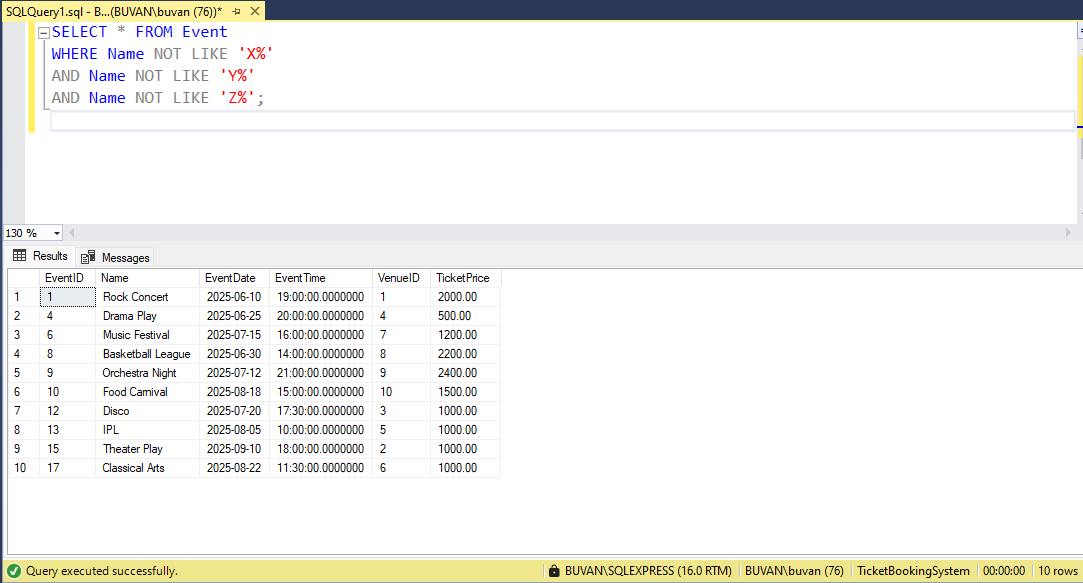 SQLQuery1.sql - B...(BUVAN\buvan (76))*
SELECT * FROM Event
WHERE Name NOT LIKE 'X%'
AND Name NOT LIKE 'Y%'
AND Name NOT LIKE 'Z%';
130 %
Results Messages
EventID Name EventDate EventTime VenueID TicketPrice
1 1 Rock Concert 2025-06-10 19:00:00.0000000 1 2000.00
2 4 Drama Play 2025-06-25 20:00:00.0000000 4 500.00
3 6 Music Festival 2025-07-15 16:00:00.0000000 7 1200.00
4 8 Basketball League 2025-06-30 14:00:00.0000000 8 2200.00
5 9 Orchestra Night 2025-07-12 21:00:00.0000000 9 2400.00
6 10 Food Carnival 2025-08-18 15:00:00.0000000 10 1500.00
7 12 Disco 2025-07-20 17:30:00.0000000 3 1000.00
8 13 IPL 2025-08-05 10:00:00.0000000 5 1000.00
9 15 Theater Play 2025-09-10 18:00:00.0000000 2 1000.00
10 17 Classical Arts 2025-08-22 11:30:00.0000000 6 1000.00
Query executed successfully. BUVAN\SQLEXPRESS (16.0 RTM) BUVAN\buvan (76) TicketBookingSystem 00:00:00 10 rows